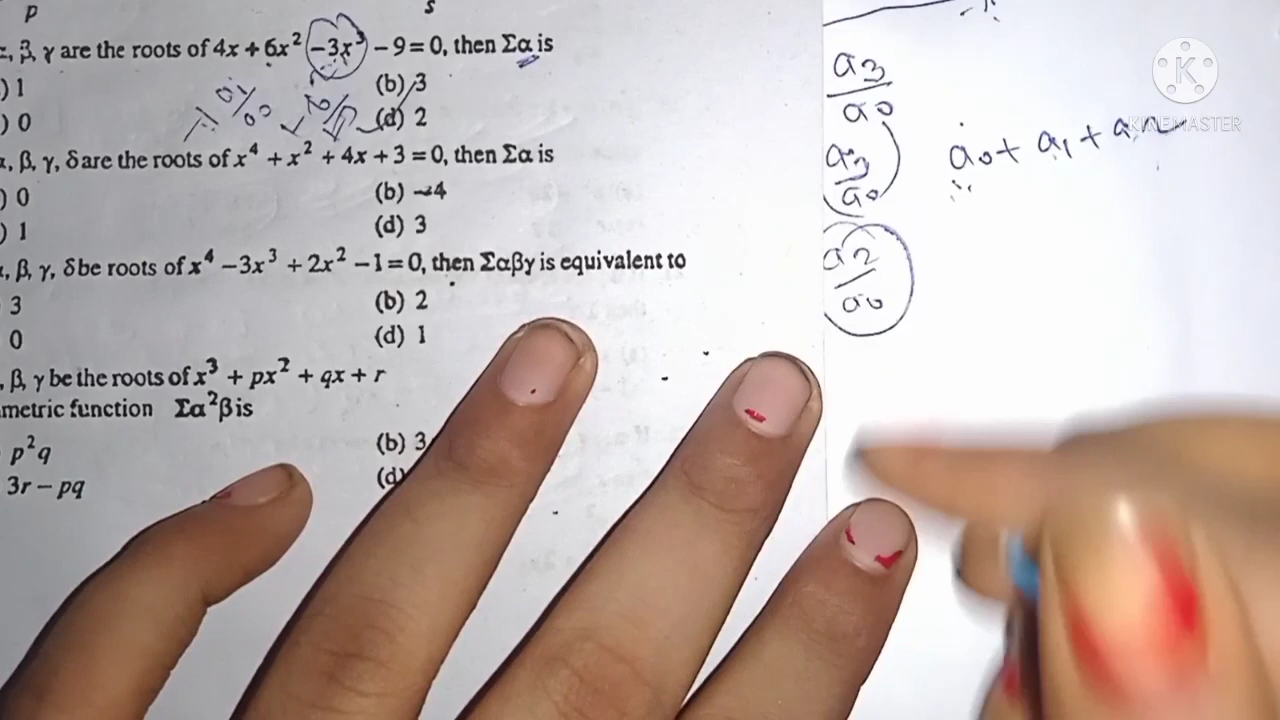 p s
, β, γ are the roots of 4x + 6x² -3x³ - 9 = 0, then Σα is
) 1 (b) 3
) 0 (d) 2
, β, γ, δ are the roots of x⁴ + x² + 4x + 3 = 0, then Σα is
) 0 (b) -4
) 1 (d) 3
, β, γ, δ be roots of x⁴ - 3x³ + 2x² - 1 = 0, then Σαβγ is equivalent to
3 (b) 2
0 (d) 1
, β, γ be the roots of x³ + px² + qx + r
metric function Σα²β is
p²q (b) 3
3r - pq (d)
a3/a0
a0 + a1 +
a2/a0
K
KINEMASTER